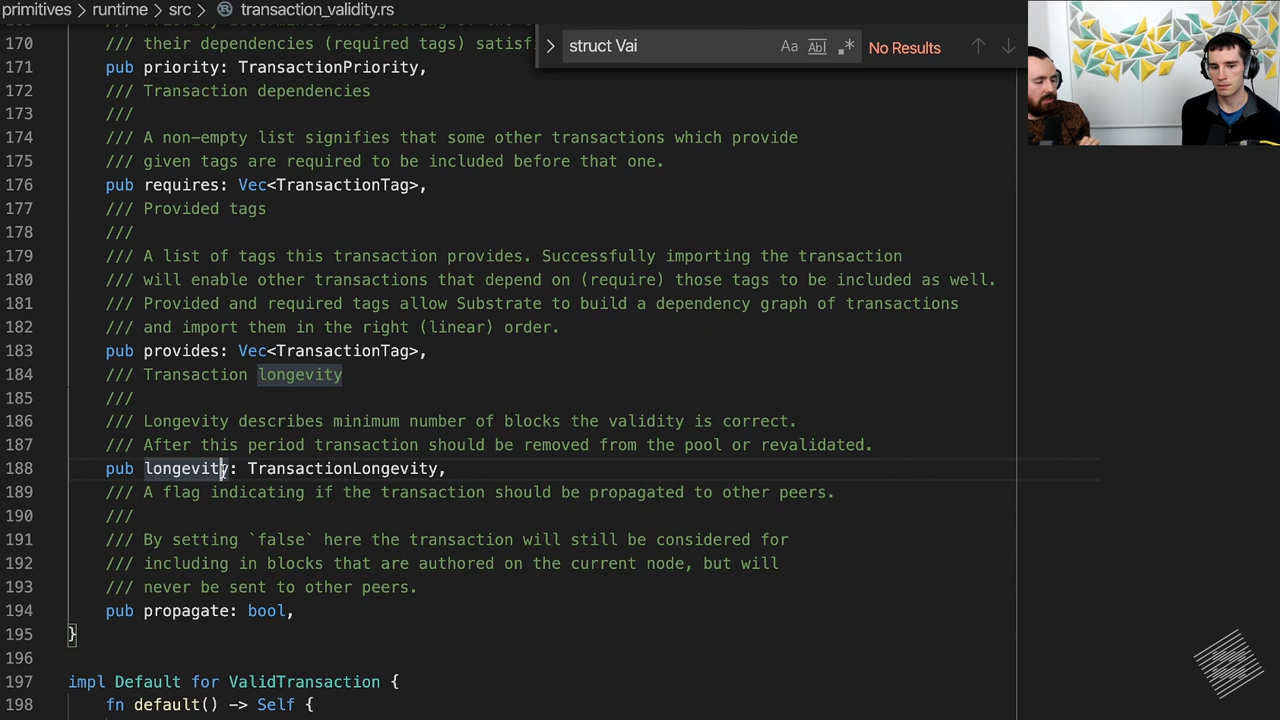 primitives > runtime > src > transaction_validity.rs
struct Vai Aa Abl .* No Results
170 /// their dependencies (required tags) satisf
171 pub priority: TransactionPriority,
172 /// Transaction dependencies
173 ///
174 /// A non-empty list signifies that some other transactions which provide
175 /// given tags are required to be included before that one.
176 pub requires: Vec<TransactionTag>,
177 /// Provided tags
178 ///
179 /// A list of tags this transaction provides. Successfully importing the transaction
180 /// will enable other transactions that depend on (require) those tags to be included as well.
181 /// Provided and required tags allow Substrate to build a dependency graph of transactions
182 /// and import them in the right (linear) order.
183 pub provides: Vec<TransactionTag>,
184 /// Transaction longevity
185 ///
186 /// Longevity describes minimum number of blocks the validity is correct.
187 /// After this period transaction should be removed from the pool or revalidated.
188 pub longevity: TransactionLongevity,
189 /// A flag indicating if the transaction should be propagated to other peers.
190 ///
191 /// By setting `false` here the transaction will still be considered for
192 /// including in blocks that are authored on the current node, but will
193 /// never be sent to other peers.
194 pub propagate: bool,
195 }
196
197 impl Default for ValidTransaction {
198 fn default() -> Self {